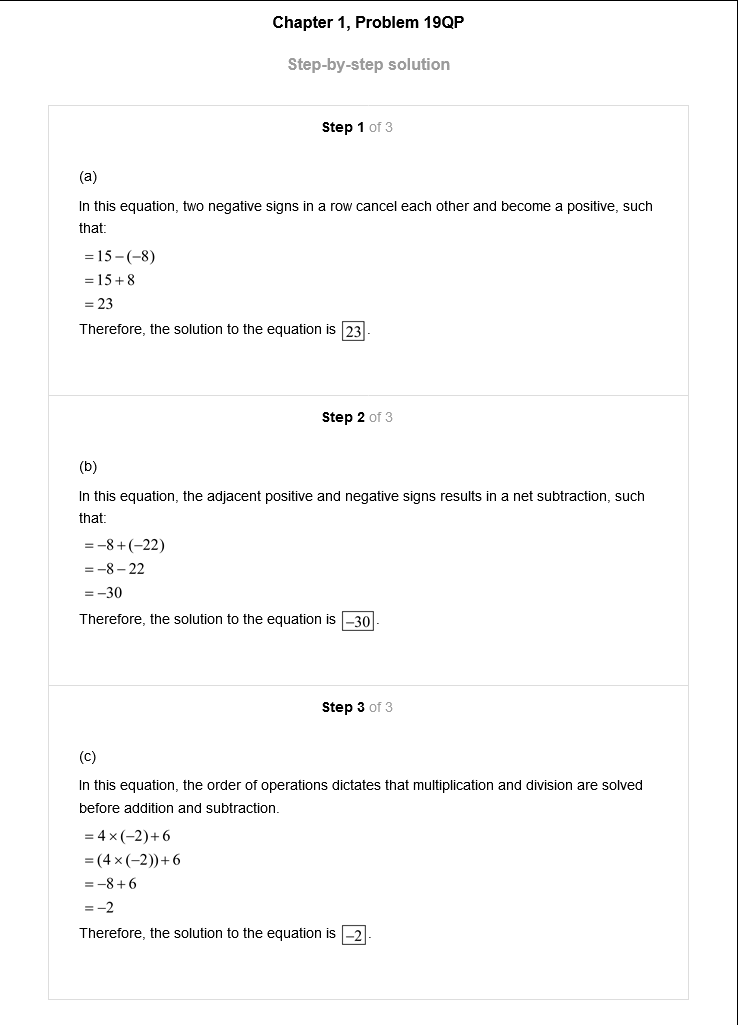 Chapter 1, Problem 19QP
Step-by-step solution
Step 1 of 3
(a)
In this equation, two negative signs in a row cancel each other and become a positive, such
that:
= 15 – (–8)
= 15 + 8
= 23
Therefore, the solution to the equation is 23.
Step 2 of 3
(b)
In this equation, the adjacent positive and negative signs results in a net subtraction, such
that:
= –8 + (–22)
= –8 – 22
= –30
Therefore, the solution to the equation is –30.
Step 3 of 3
(c)
In this equation, the order of operations dictates that multiplication and division are solved
before addition and subtraction.
= 4 × (–2) + 6
= (4 × (–2)) + 6
= –8 + 6
= –2
Therefore, the solution to the equation is –2.